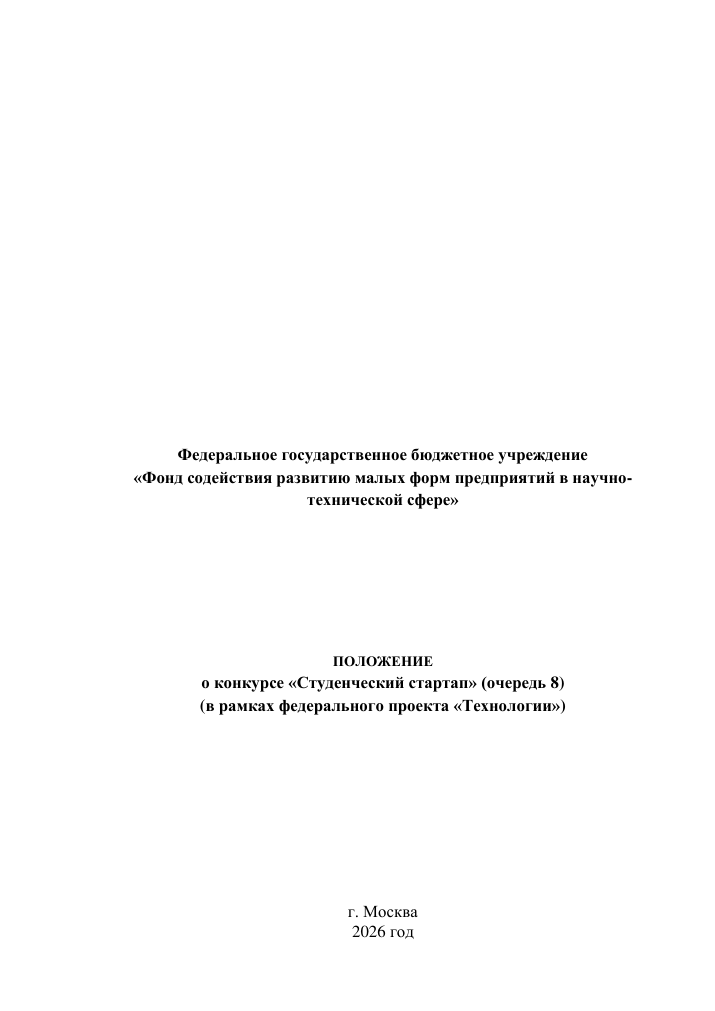 Федеральное государственное бюджетное учреждение
«Фонд содействия развитию малых форм предприятий в научно-
технической сфере»
ПОЛОЖЕНИЕ
о конкурсе «Студенческий стартап» (очередь 8)
(в рамках федерального проекта «Технологии»)
г. Москва
2026 год